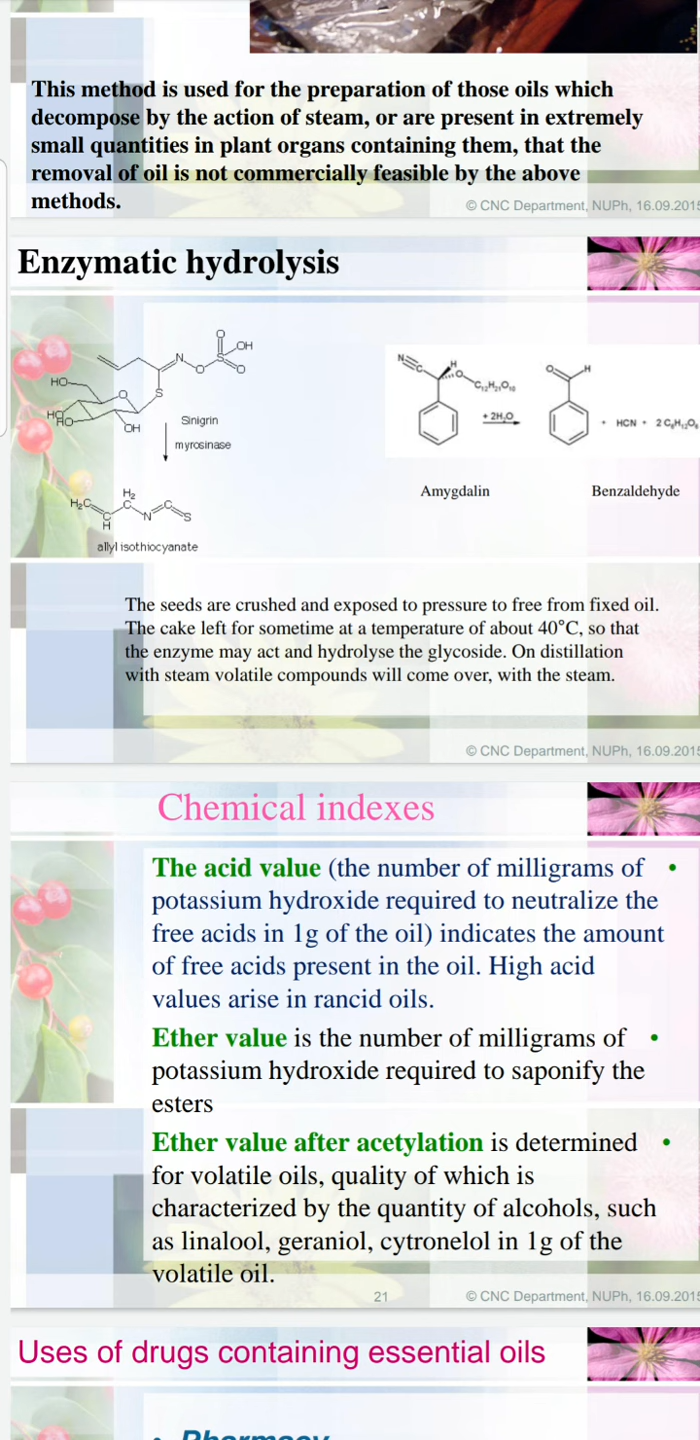 This method is used for the preparation of those oils which
decompose by the action of steam, or are present in extremely
small quantities in plant organs containing them, that the
removal of oil is not commercially feasible by the above
methods.
© CNC Department, NUPh, 16.09.2015
Enzymatic hydrolysis
O
OH
N
O
S
O
HO
O
S
HO
HO
OH
Sinigrin
myrosinase
H₂C
H₂
C
C
H
N
C
S
allyl isothiocyanate
N
C
H
O
C₁₂H₂₁O₁₀
+ 2H₂O
O
H
+ HCN + 2 C₆H₁₂O₆
Amygdalin
Benzaldehyde
The seeds are crushed and exposed to pressure to free from fixed oil.
The cake left for sometime at a temperature of about 40°C, so that
the enzyme may act and hydrolyse the glycoside. On distillation
with steam volatile compounds will come over, with the steam.
© CNC Department, NUPh, 16.09.2015
Chemical indexes
The acid value (the number of milligrams of •
potassium hydroxide required to neutralize the
free acids in 1g of the oil) indicates the amount
of free acids present in the oil. High acid
values arise in rancid oils.
Ether value is the number of milligrams of •
potassium hydroxide required to saponify the
esters
Ether value after acetylation is determined •
for volatile oils, quality of which is
characterized by the quantity of alcohols, such
as linalool, geraniol, cytronelol in 1g of the
volatile oil.
21
© CNC Department, NUPh, 16.09.2015
Uses of drugs containing essential oils
• Pharmacy